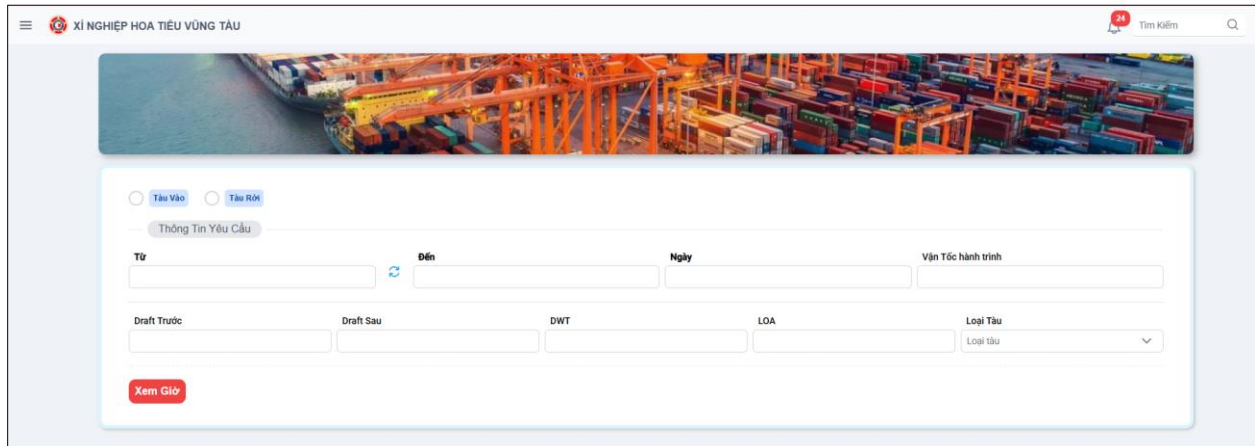 XÍ NGHIỆP HOA TIÊU VŨNG TÀU
24
Tìm Kiếm
Tàu Vào
Tàu Rời
Thông Tin Yêu Cầu
Từ
Đến
Ngày
Vận Tốc hành trình
Draft Trước
Draft Sau
DWT
LOA
Loại Tàu
Loại tàu
Xem Giờ